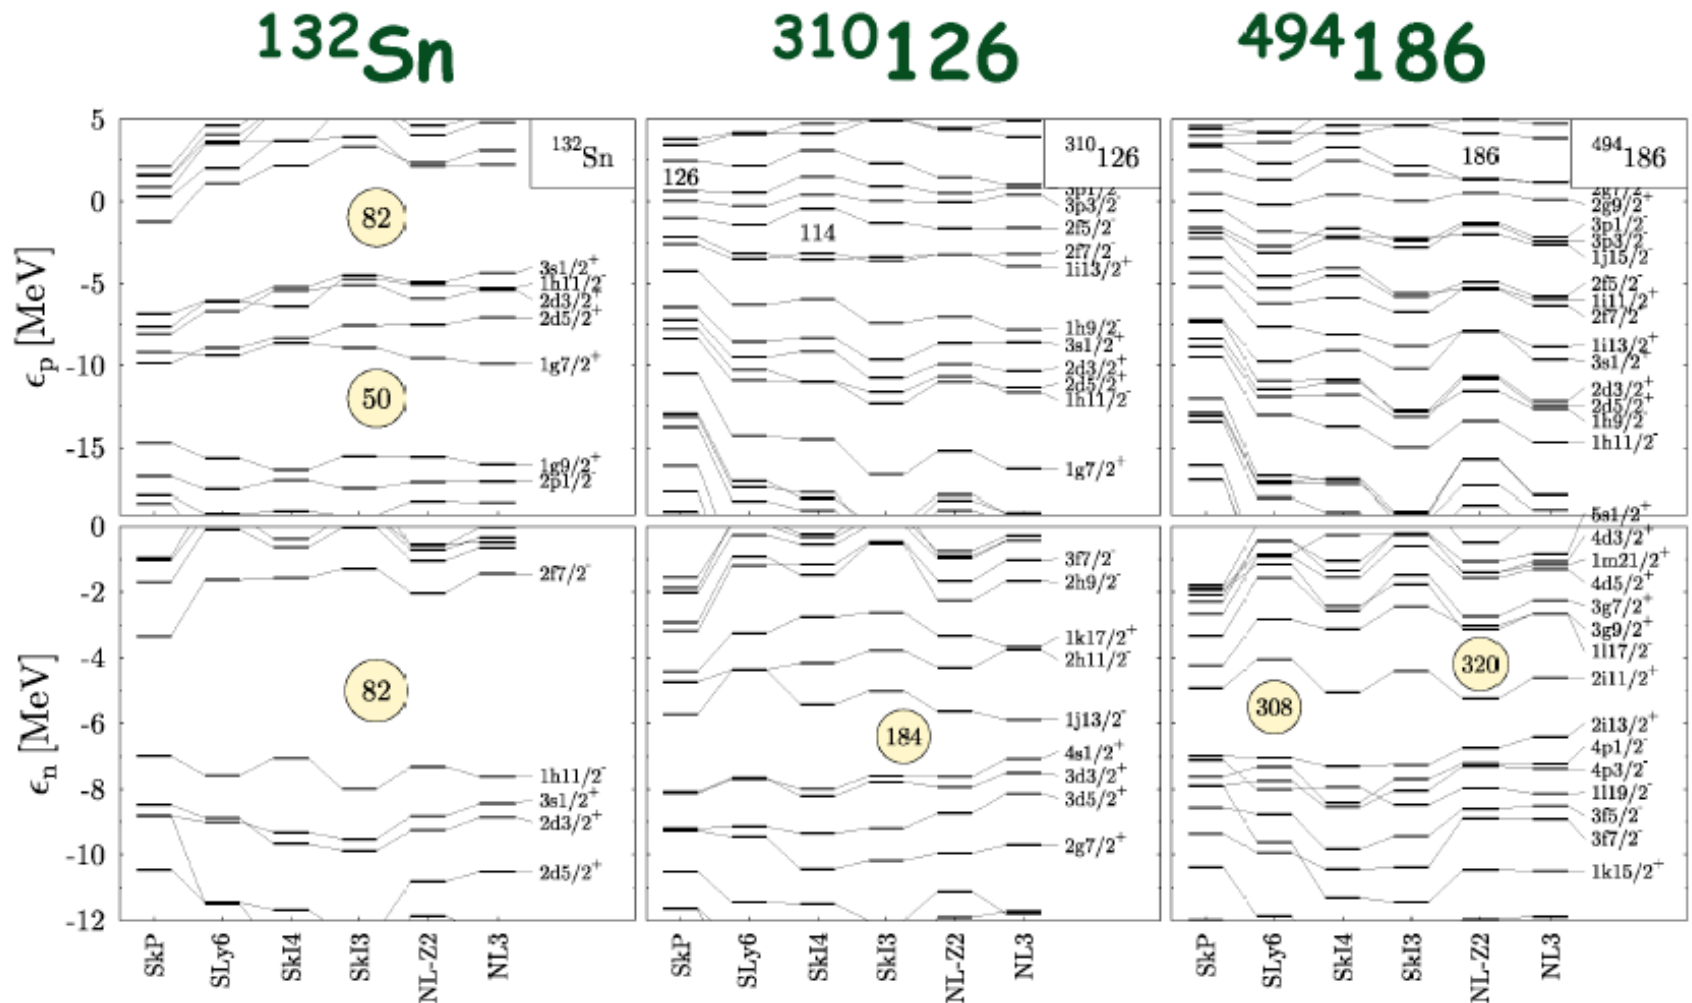 ¹³²Sn
³¹⁰126
⁴⁹⁴186
5
0
-5
-10
-15
ϵp [MeV]
¹³²Sn
82
50
3s1/2⁺
1h11/2⁻
2d3/2⁺
2d5/2⁺
1g7/2⁺
1g9/2⁺
2p1/2⁻
³¹⁰126
126
114
3p1/2⁻
3p3/2⁻
2f5/2⁻
2f7/2⁻
1i13/2⁺
1h9/2⁻
3s1/2⁺
2d3/2⁺
2d5/2⁺
1h11/2⁻
1g7/2⁺
⁴⁹⁴186
186
2g9/2⁺
3p1/2⁻
3p3/2⁻
1j15/2⁻
2f5/2⁻
1i11/2⁺
2f7/2⁻
1i13/2⁺
3s1/2⁺
2d3/2⁺
2d5/2⁺
1h9/2⁻
1h11/2⁻
0
-2
-4
-6
-8
-10
-12
ϵn [MeV]
82
2f7/2⁻
1h11/2⁻
3s1/2⁺
2d3/2⁺
2d5/2⁺
184
3f7/2⁻
2h9/2⁻
1k17/2⁺
2h11/2⁻
1j13/2⁻
4s1/2⁺
3d3/2⁺
3d5/2⁺
2g7/2⁺
308
320
5s1/2⁺
4d3/2⁺
1m21/2⁺
4d5/2⁺
3g7/2⁺
3g9/2⁺
1l17/2⁻
2i11/2⁺
2i13/2⁺
4p1/2⁻
4p3/2⁻
1l19/2⁻
3f5/2⁻
3f7/2⁻
1k15/2⁺
SkP
SLy6
SkI4
SkI3
NL-Z2
NL3
SkP
SLy6
SkI4
SkI3
NL-Z2
NL3
SkP
SLy6
SkI4
SkI3
NL-Z2
NL3